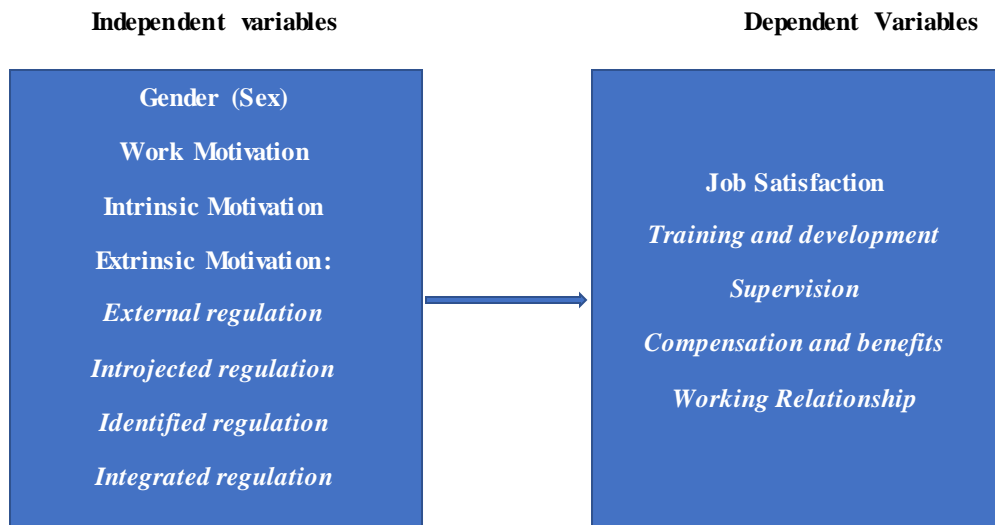 Independent variables
Dependent Variables
Gender (Sex)
Work Motivation
Intrinsic Motivation
Extrinsic Motivation:
External regulation
Introjected regulation
Identified regulation
Integrated regulation
Job Satisfaction
Training and development
Supervision
Compensation and benefits
Working Relationship